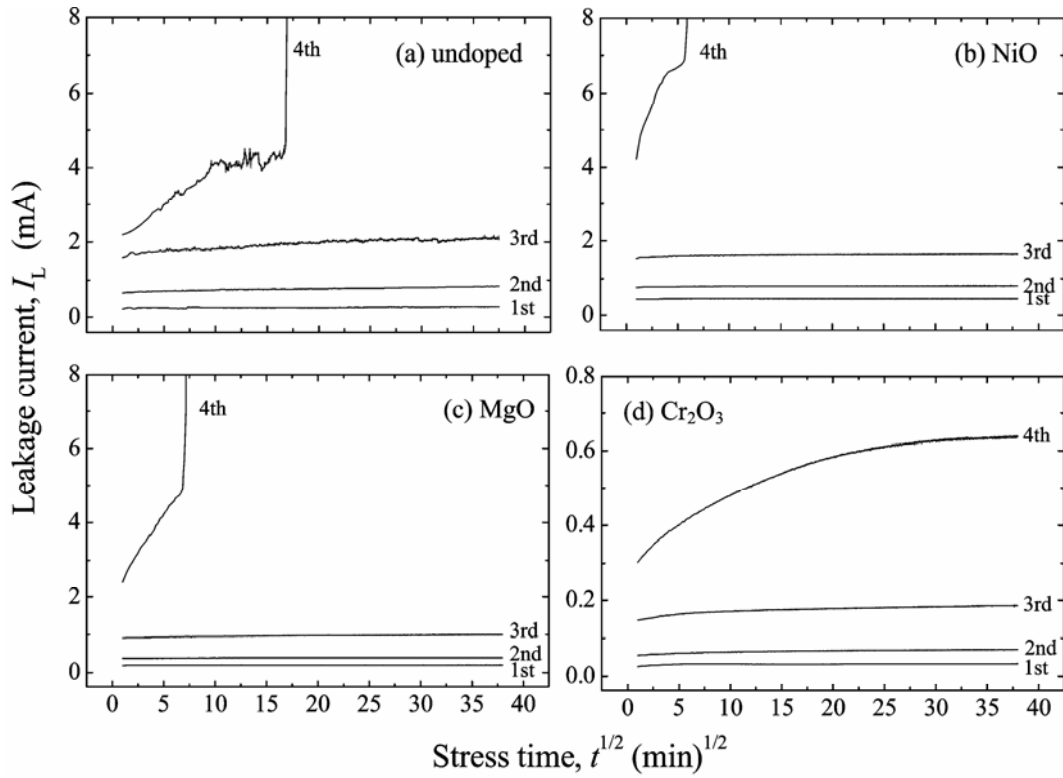 8
6
4
2
0
4th
(a) undoped
3rd
2nd
1st
8
6
4
2
0
4th
(b) NiO
3rd
2nd
1st
Leakage current, I_L (mA)
8
6
4
2
0
4th
(c) MgO
3rd
2nd
1st
0 5 10 15 20 25 30 35 40
0.8
0.6
0.4
0.2
0.0
(d) Cr₂O₃
4th
3rd
2nd
1st
0 5 10 15 20 25 30 35 40
Stress time, t^1/2 (min)^1/2